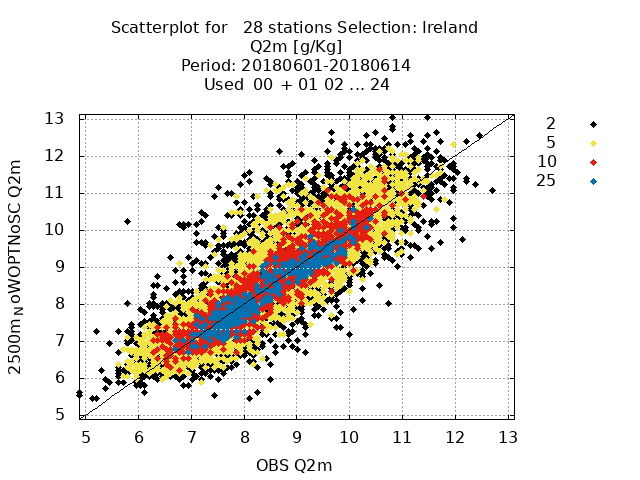 Scatterplot for   28 stations Selection: Ireland
Q2m [g/Kg]
Period: 20180601-20180614
Used  00 + 01 02 ... 24
2
5
10
25
13
12
11
10
9
8
7
6
5
2500m_NoWOPTNoSC Q2m
5 6 7 8 9 10 11 12 13
OBS Q2m